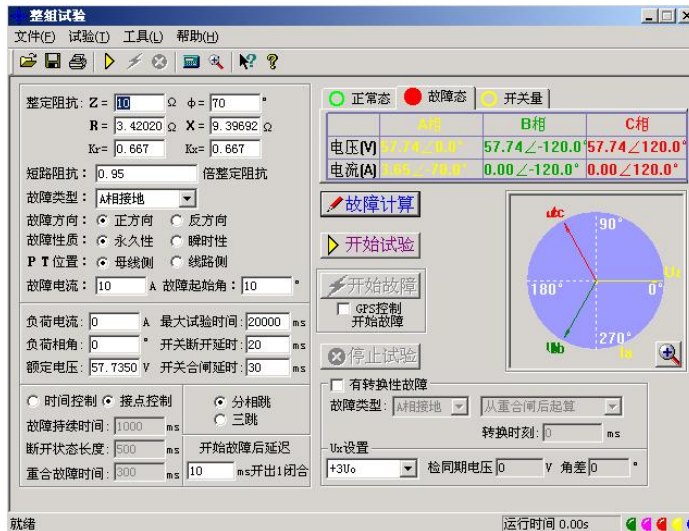 整组试验
文件(F) 试验(T) 工具(L) 帮助(H)
整定阻抗: Z = 10 Ω ϕ = 70 °
R = 3.42020 Ω X = 9.39692 Ω
Kr= 0.667 Kx= 0.667
短路阻抗: 0.95 倍整定阻抗
故障类型: A相接地
故障方向: 正方向 反方向
故障性质: 永久性 瞬时性
PT位置: 母线侧 线路侧
故障电流: 10 A 故障起始角: 10 °
负荷电流: 0 A 最大试验时间: 20000 ms
负荷相角: 0 ° 开关断开延时: 20 ms
额定电压: 57.7350 V 开关合闸延时: 30 ms
时间控制 接点控制 分相跳
三跳
故障持续时间: 1000 ms
断开状态长度: 500 ms 开始故障后延迟
重合故障时间: 300 ms 10 ms开出1闭合
正常态 故障态 开关量
A相 B相 C相
电压(V) 57.74∠0.0° 57.74∠-120.0° 57.74∠120.0°
电流(A) 3.65∠-70.0° 0.00∠-120.0° 0.00∠120.0°
故障计算
开始试验
开始故障
GPS控制
开始故障
停止试验
90°
180° 0°
270°
Ia
有转换性故障
故障类型: A相接地 从重合闸后起算
转换时刻: 0 ms
Ux设置
+3Uo 检同期电压 0 V 角差 0 °
就绪 运行时间 0.00s